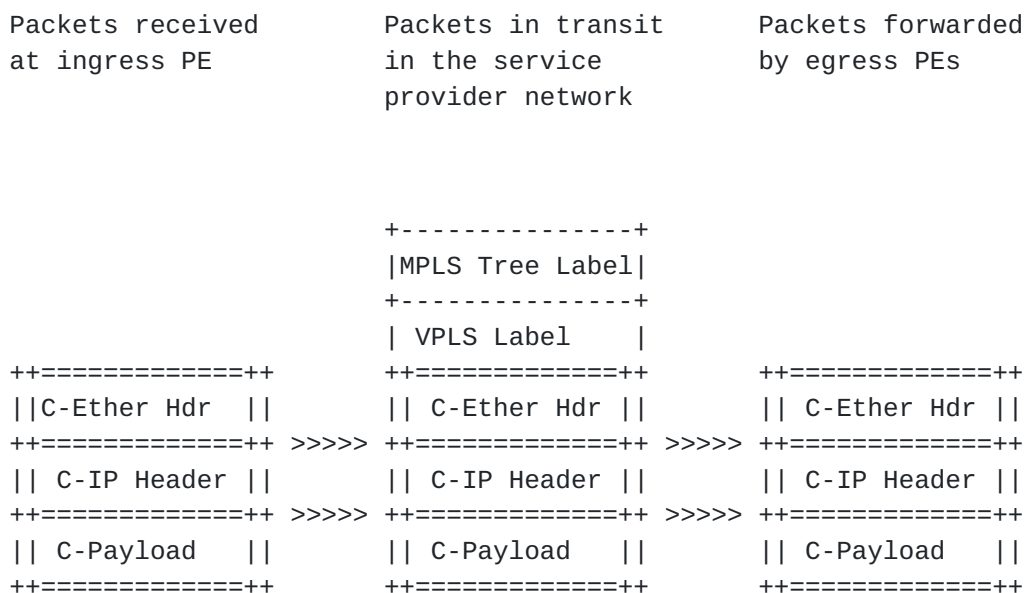 Packets received        Packets in transit      Packets forwarded
at ingress PE           in the service          by egress PEs
                        provider network



                        +---------------+
                        |MPLS Tree Label|
                        +---------------+
                        | VPLS Label    |
++=============++       ++=============++       ++=============++
||C-Ether Hdr  ||       || C-Ether Hdr ||       || C-Ether Hdr ||
++=============++ >>>>> ++=============++ >>>>> ++=============++
|| C-IP Header ||       || C-IP Header ||       || C-IP Header ||
++=============++ >>>>> ++=============++ >>>>> ++=============++
|| C-Payload   ||       || C-Payload   ||       || C-Payload   ||
++=============++       ++=============++       ++=============++